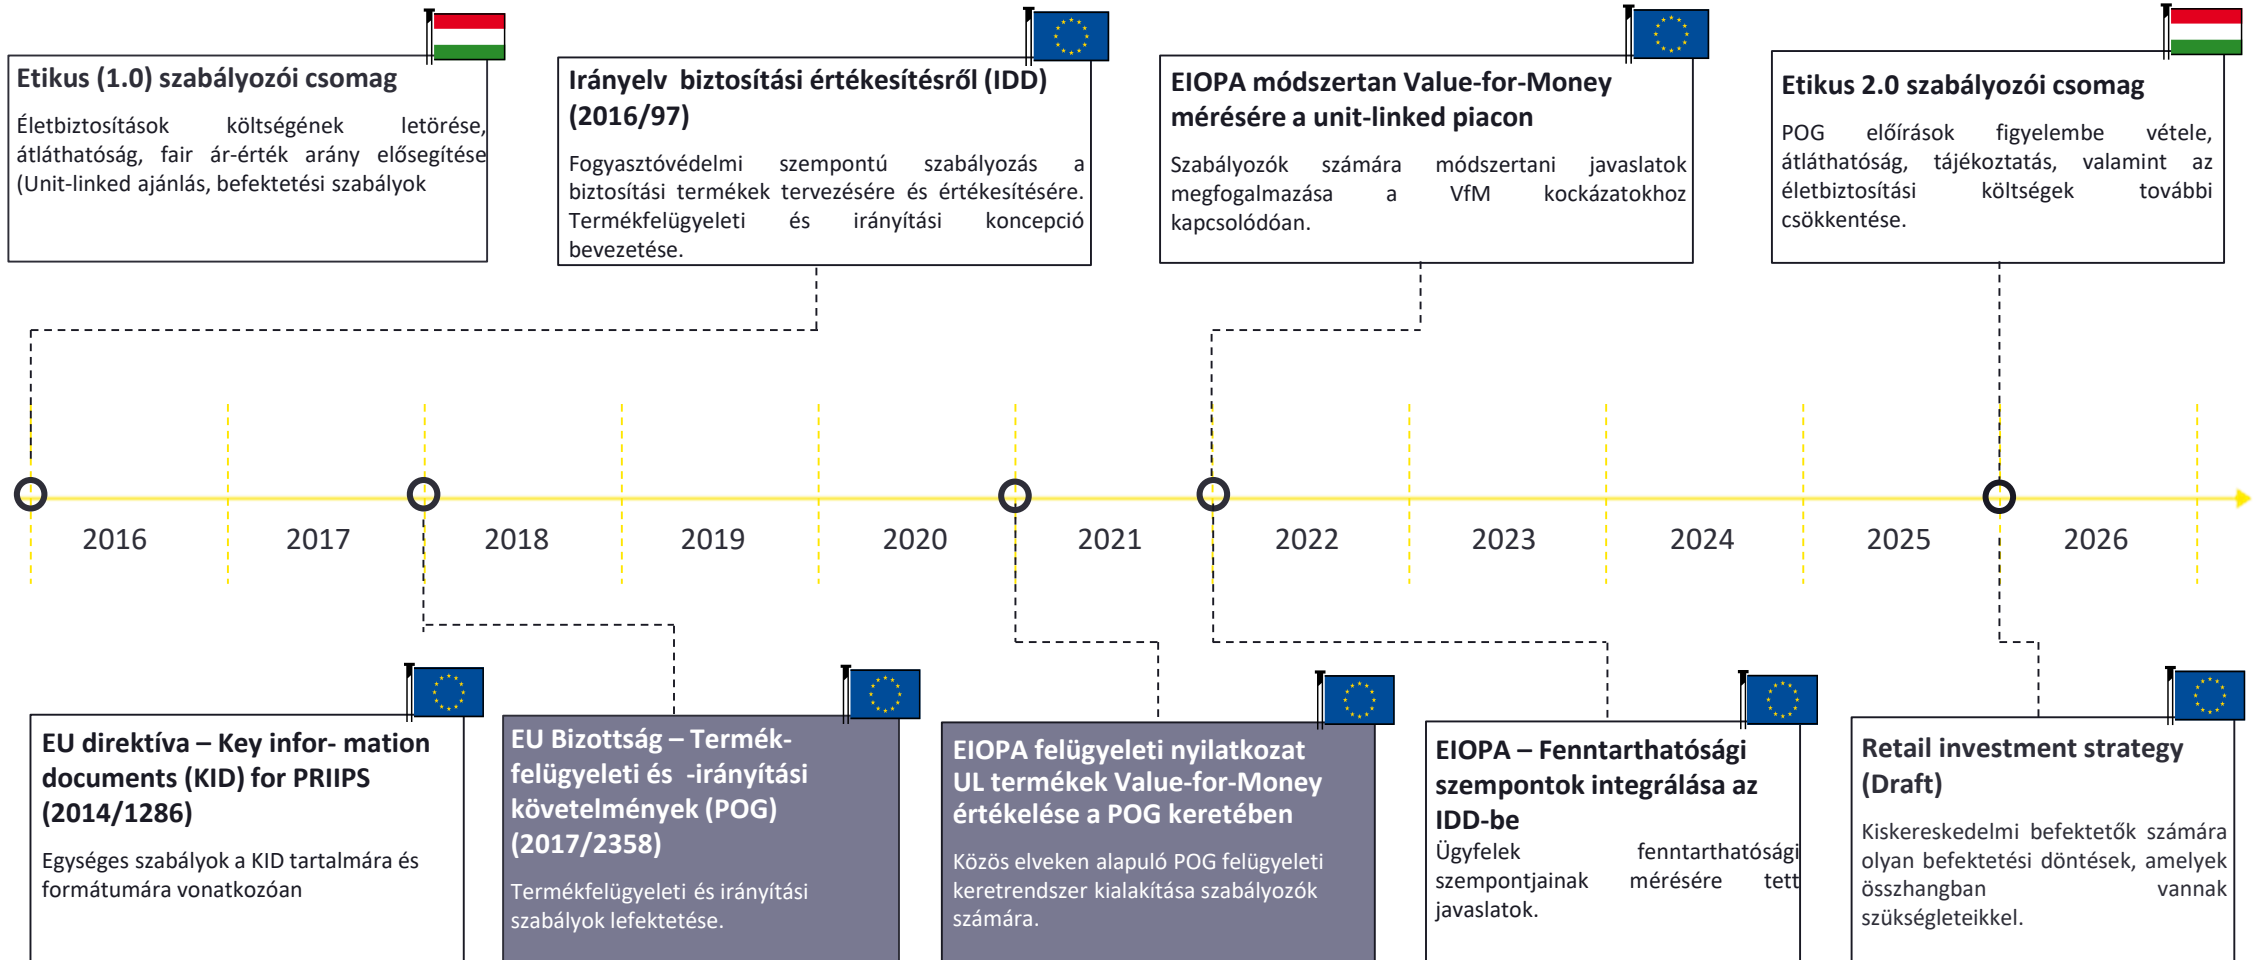 Etikus (1.0) szabályozói csomag
Életbiztosítások költségének letörése,
átláthatóság, fair ár-érték arány elősegítése
(Unit-linked ajánlás, befektetési szabályok
Irányelv biztosítási értékesítésről (IDD)
(2016/97)
Fogyasztóvédelmi szempontú szabályozás a
biztosítási termékek tervezésére és értékesítésére.
Termékfelügyeleti és irányítási koncepció
bevezetése.
EIOPA módszertan Value-for-Money
mérésére a unit-linked piacon
Szabályozók számára módszertani javaslatok
megfogalmazása a VfM kockázatokhoz
kapcsolódóan.
Etikus 2.0 szabályozói csomag
POG előírások figyelembe vétele,
átláthatóság, tájékoztatás, valamint az
életbiztosítási költségek további
csökkentése.
2016 2017 2018 2019 2020 2021 2022 2023 2024 2025 2026
EU direktíva – Key infor- mation
documents (KID) for PRIIPS
(2014/1286)
Egységes szabályok a KID tartalmára és
formátumára vonatkozóan
EU Bizottság – Termék-
felügyeleti és -irányítási
követelmények (POG)
(2017/2358)
Termékfelügyeleti és irányítási
szabályok lefektetése.
EIOPA felügyeleti nyilatkozat
UL termékek Value-for-Money
értékelése a POG keretében
Közös elveken alapuló POG felügyeleti
keretrendszer kialakítása szabályozók
számára.
EIOPA – Fenntarthatósági
szempontok integrálása az
IDD-be
Ügyfelek fenntarthatósági
szempontjainak mérésére tett
javaslatok.
Retail investment strategy
(Draft)
Kiskereskedelmi befektetők számára
olyan befektetési döntések, amelyek
összhangban vannak
szükségleteikkel.